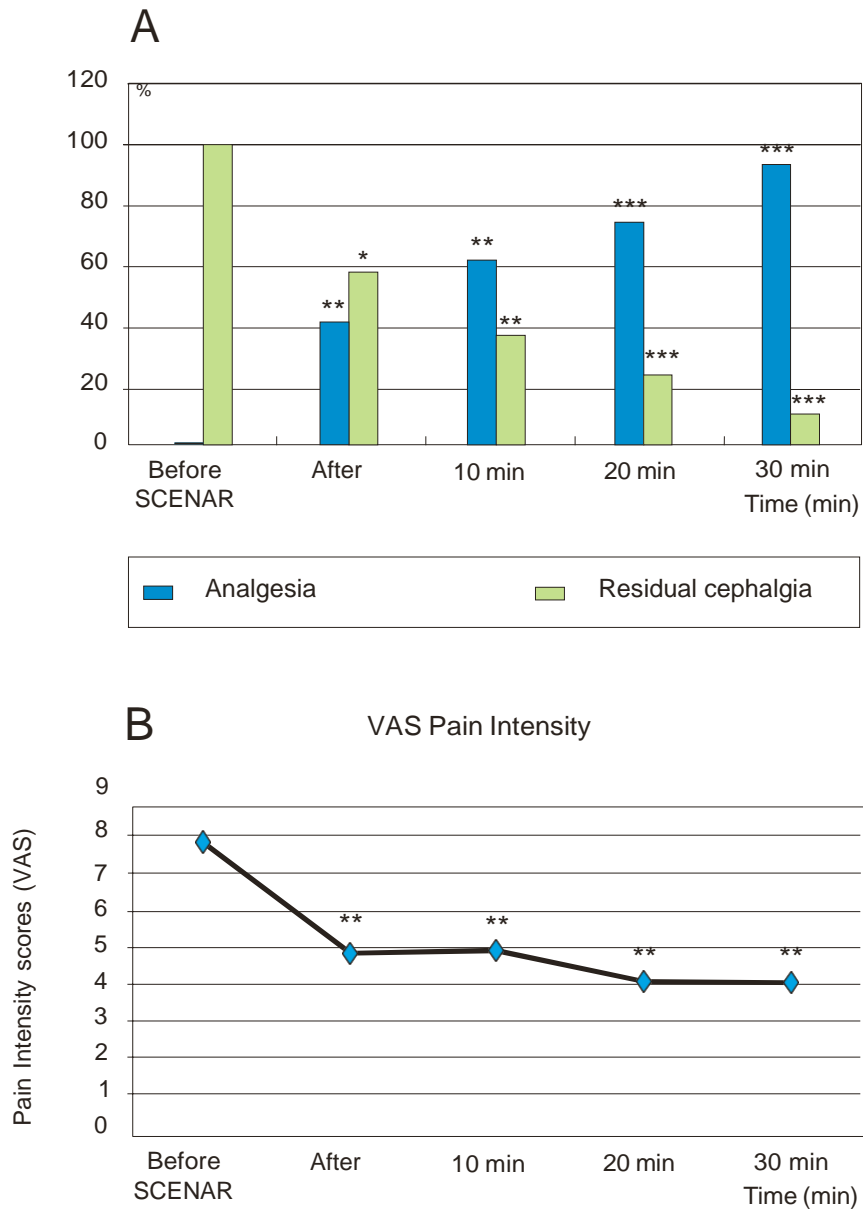 A
120
%
100
80
60
40
20
0
***
***
**
*
**
**
***
***
Before
SCENAR
After
10 min
20 min
30 min
Time (min)
Analgesia
Residual cephalgia
B
VAS Pain Intensity
Pain Intensity scores (VAS)
9
8
7
6
5
4
3
2
1
0
**
**
**
**
Before
SCENAR
After
10 min
20 min
30 min
Time (min)